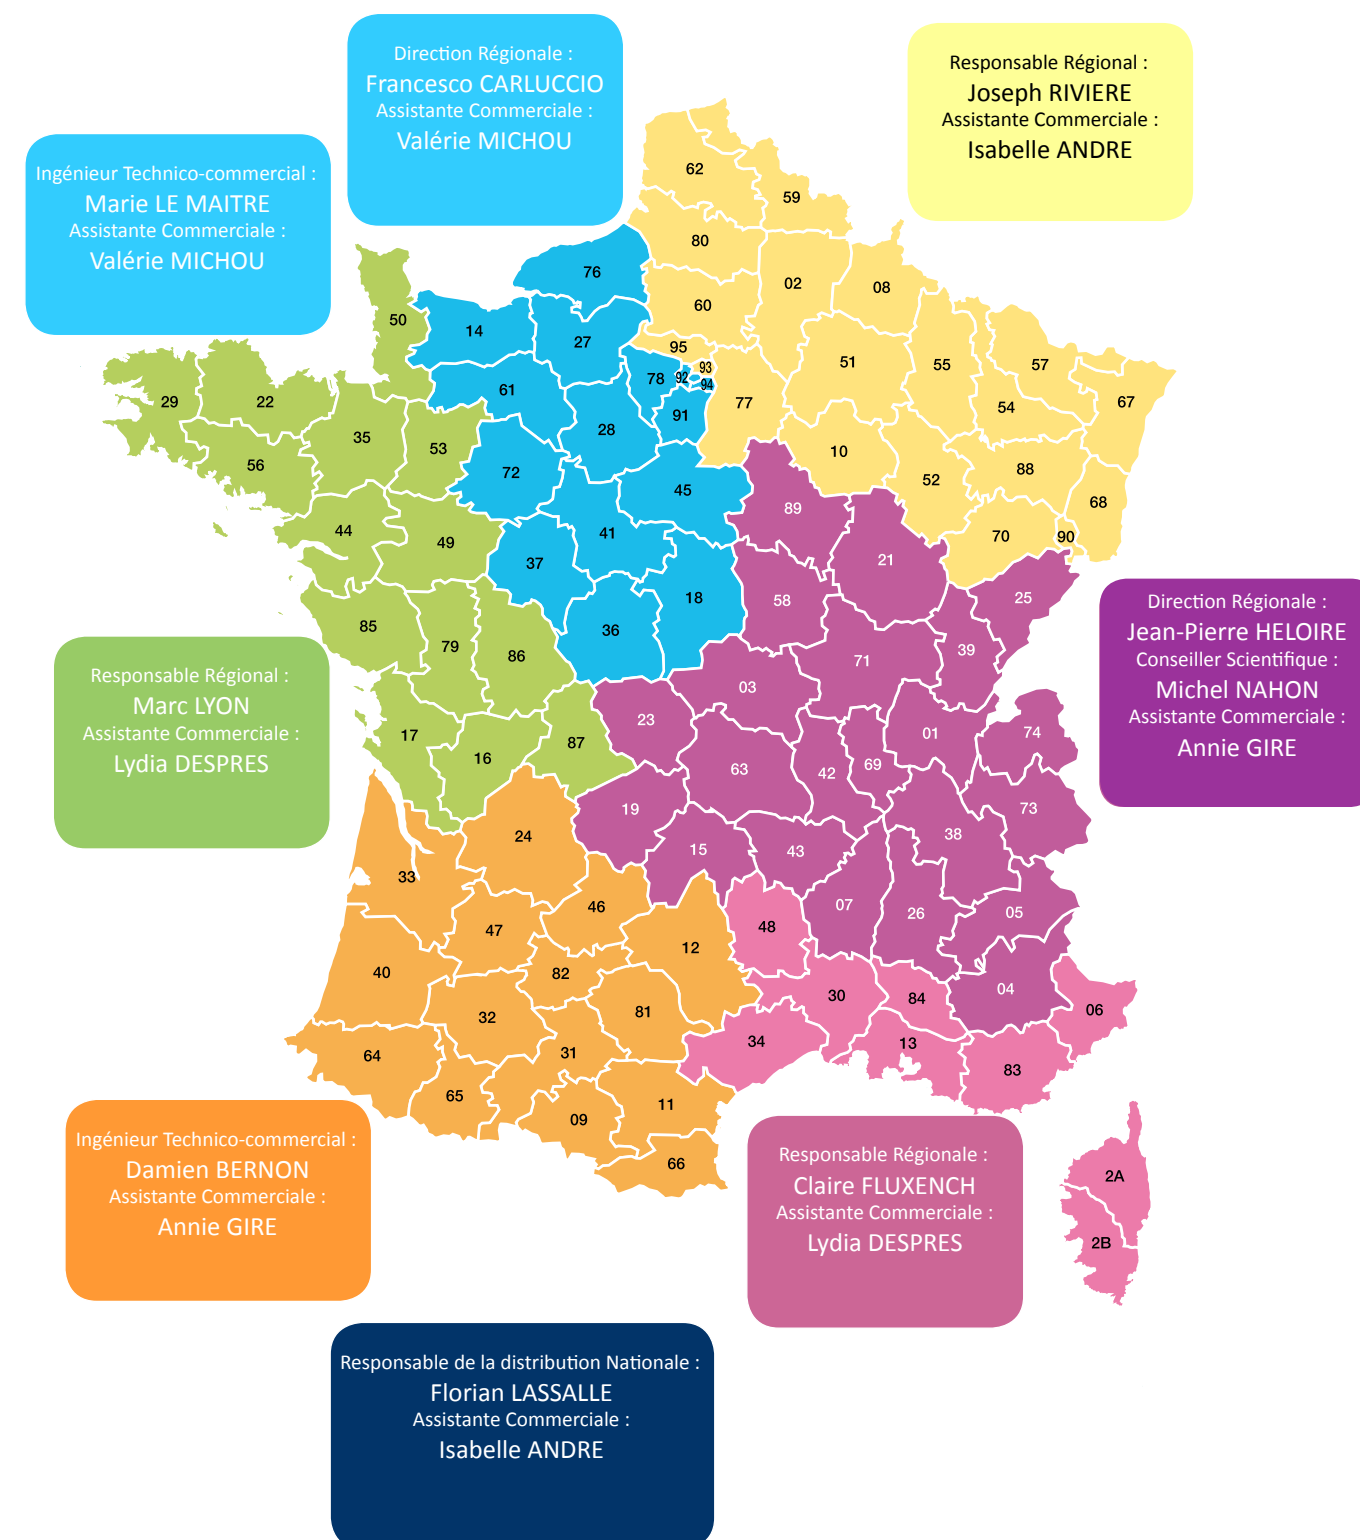 Direction Régionale :
Francesco CARLUCCIO
Assistante Commerciale :
Valérie MICHOU
Responsable Régional :
Joseph RIVIERE
Assistante Commerciale :
Isabelle ANDRE
Ingénieur Technico-commercial :
Marie LE MAITRE
Assistante Commerciale :
Valérie MICHOU
62
59
80
76
02
08
60
50
14
27
95
51
55
57
93
78
92
94
61
77
54
67
29
22
91
28
35
53
10
56
72
88
52
45
68
89
44
41
70
90
49
37
21
18
58
25
85
36
79
86
71
39
03
23
17
87
01
74
16
63
42
69
19
73
24
38
15
43
33
46
07
26
05
47
48
12
40
82
04
30
84
06
32
81
34
13
64
31
83
65
11
09
66
2A
2B
Direction Régionale :
Jean-Pierre HELOIRE
Conseiller Scientifique :
Michel NAHON
Assistante Commerciale :
Annie GIRE
Responsable Régional :
Marc LYON
Assistante Commerciale :
Lydia DESPRES
Ingénieur Technico-commercial :
Damien BERNON
Assistante Commerciale :
Annie GIRE
Responsable Régionale :
Claire FLUXENCH
Assistante Commerciale :
Lydia DESPRES
Responsable de la distribution Nationale :
Florian LASSALLE
Assistante Commerciale :
Isabelle ANDRE